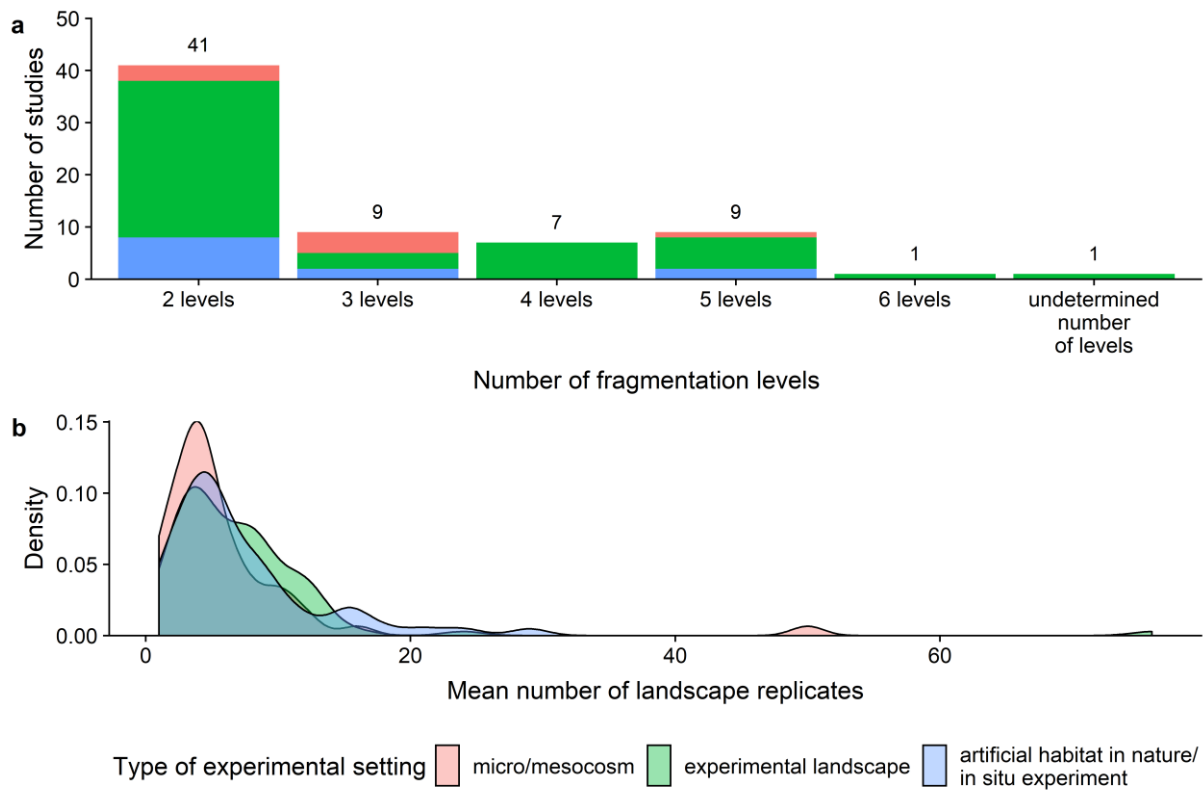 a
50
40
30
20
10
0
Number of studies
41
9
7
9
1
1
2 levels
3 levels
4 levels
5 levels
6 levels
undetermined
number
of levels
Number of fragmentation levels
b
0.15
0.10
0.05
0.00
Density
0
20
40
60
Mean number of landscape replicates
Type of experimental setting
micro/mesocosm
experimental landscape
artificial habitat in nature/
in situ experiment